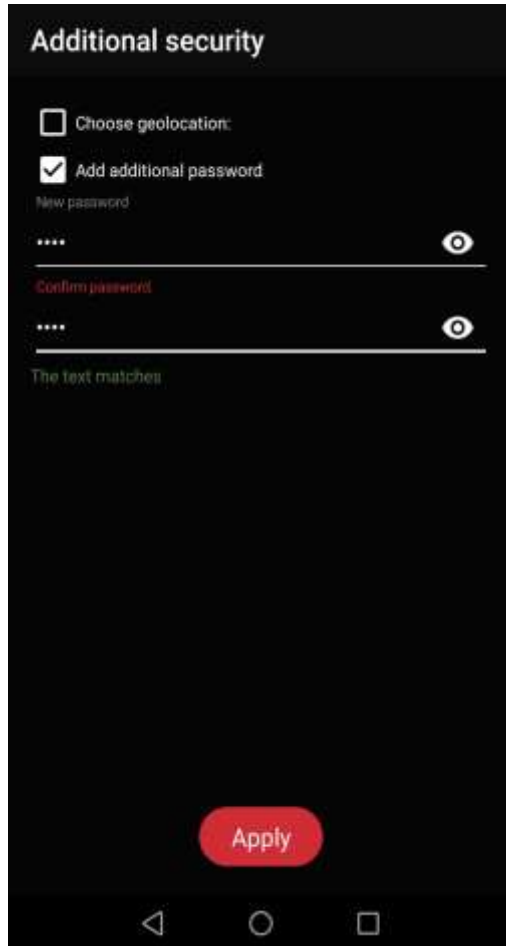 Additional security
Choose geolocation:
Add additional password
New password
••••
Confirm password
••••
The text matches
Apply